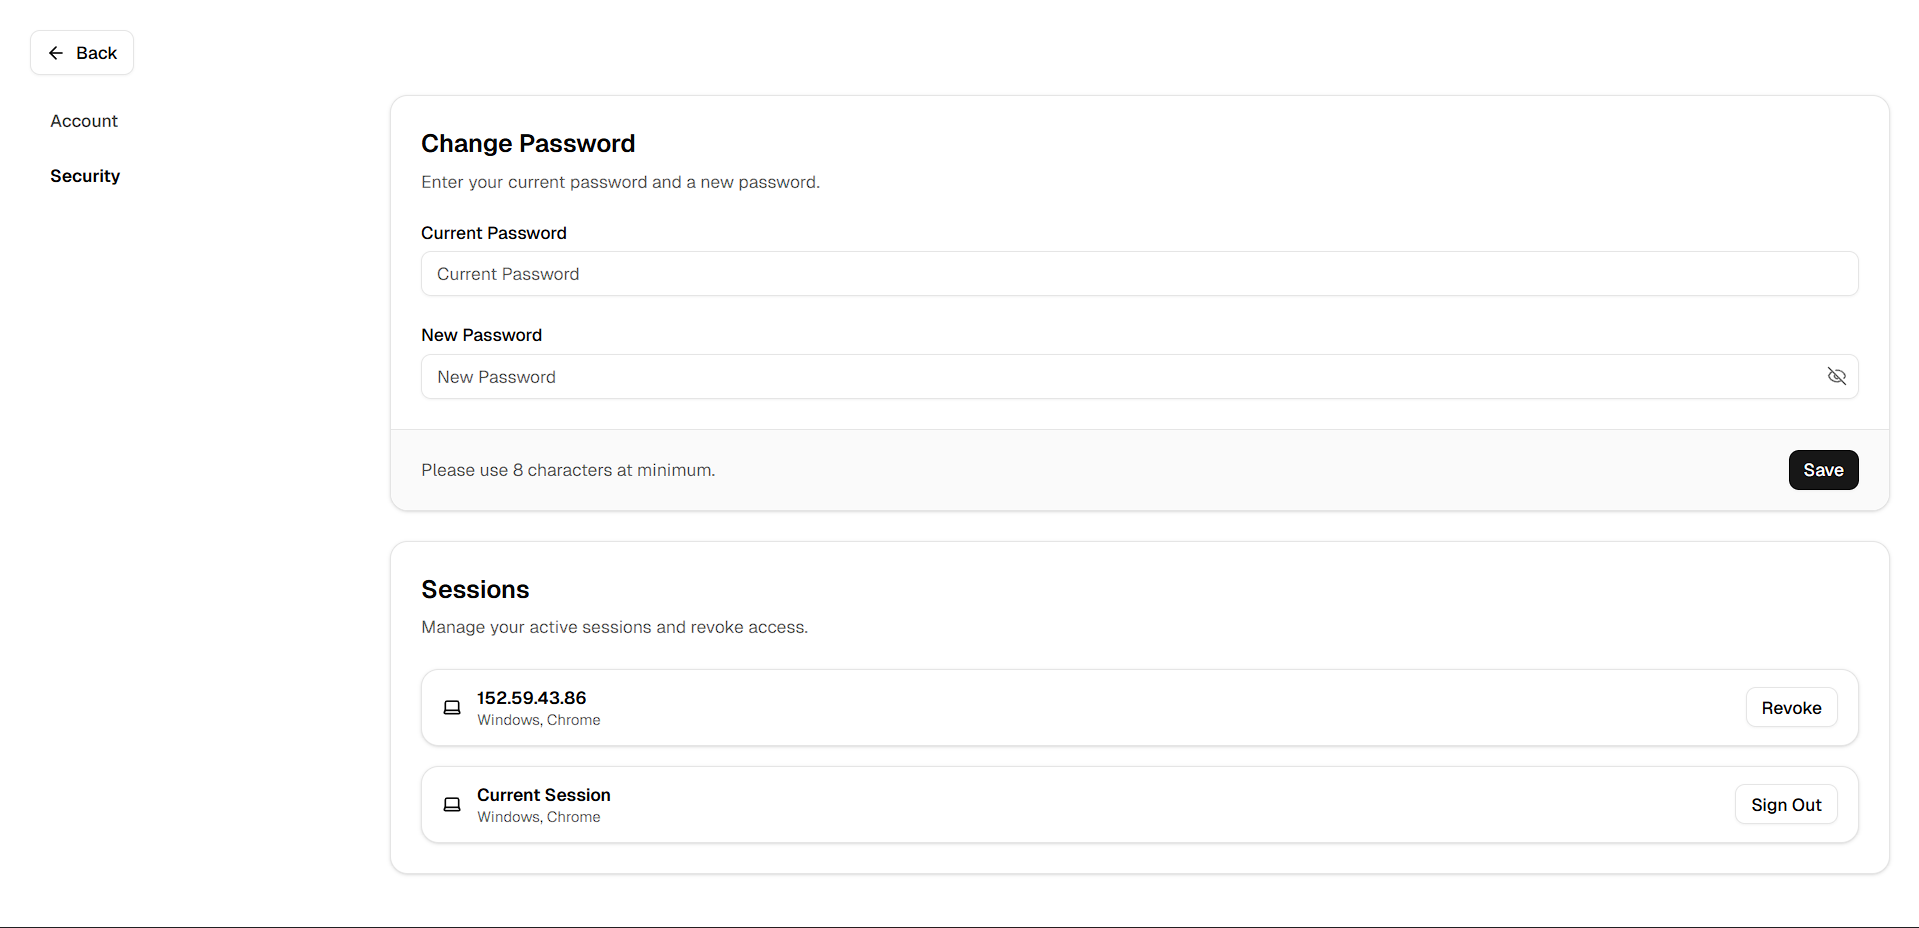 Back
Account
Security
Change Password
Enter your current password and a new password.
Current Password
Current Password
New Password
New Password
Please use 8 characters at minimum.
Save
Sessions
Manage your active sessions and revoke access.
152.59.43.86
Windows, Chrome
Revoke
Current Session
Windows, Chrome
Sign Out